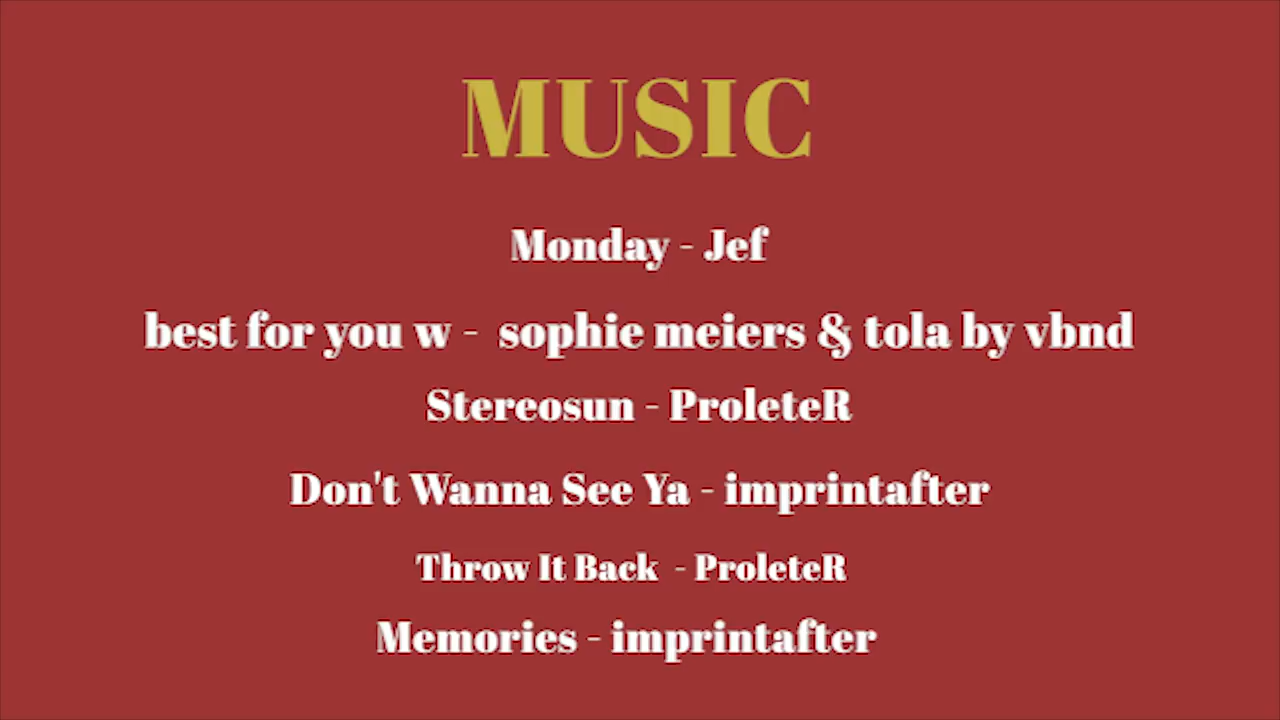 MUSIC
Monday - Jef
best for you w -  sophie meiers & tola by vbnd
Stereosun - ProleteR
Don't Wanna See Ya - imprintafter
Throw It Back  - ProleteR
Memories - imprintafter